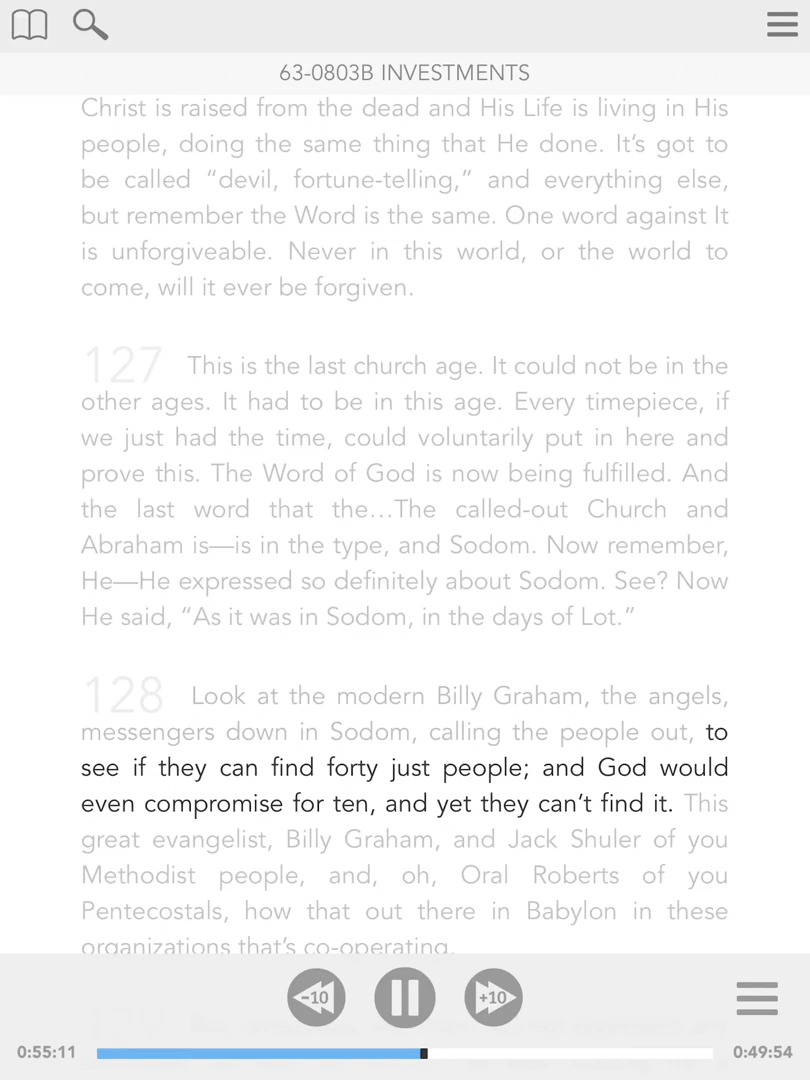 63-0803B INVESTMENTS
Christ is raised from the dead and His Life is living in His
people, doing the same thing that He done. It’s got to
be called “devil, fortune-telling,” and everything else,
but remember the Word is the same. One word against It
is unforgiveable. Never in this world, or the world to
come, will it ever be forgiven.
127 This is the last church age. It could not be in the
other ages. It had to be in this age. Every timepiece, if
we just had the time, could voluntarily put in here and
prove this. The Word of God is now being fulfilled. And
the last word that the…The called-out Church and
Abraham is—is in the type, and Sodom. Now remember,
He—He expressed so definitely about Sodom. See? Now
He said, “As it was in Sodom, in the days of Lot.”
128 Look at the modern Billy Graham, the angels,
messengers down in Sodom, calling the people out, to
see if they can find forty just people; and God would
even compromise for ten, and yet they can’t find it. This
great evangelist, Billy Graham, and Jack Shuler of you
Methodist people, and, oh, Oral Roberts of you
Pentecostals, how that out there in Babylon in these
organizations that’s co-operating.
-10
+10
0:55:11
0:49:54